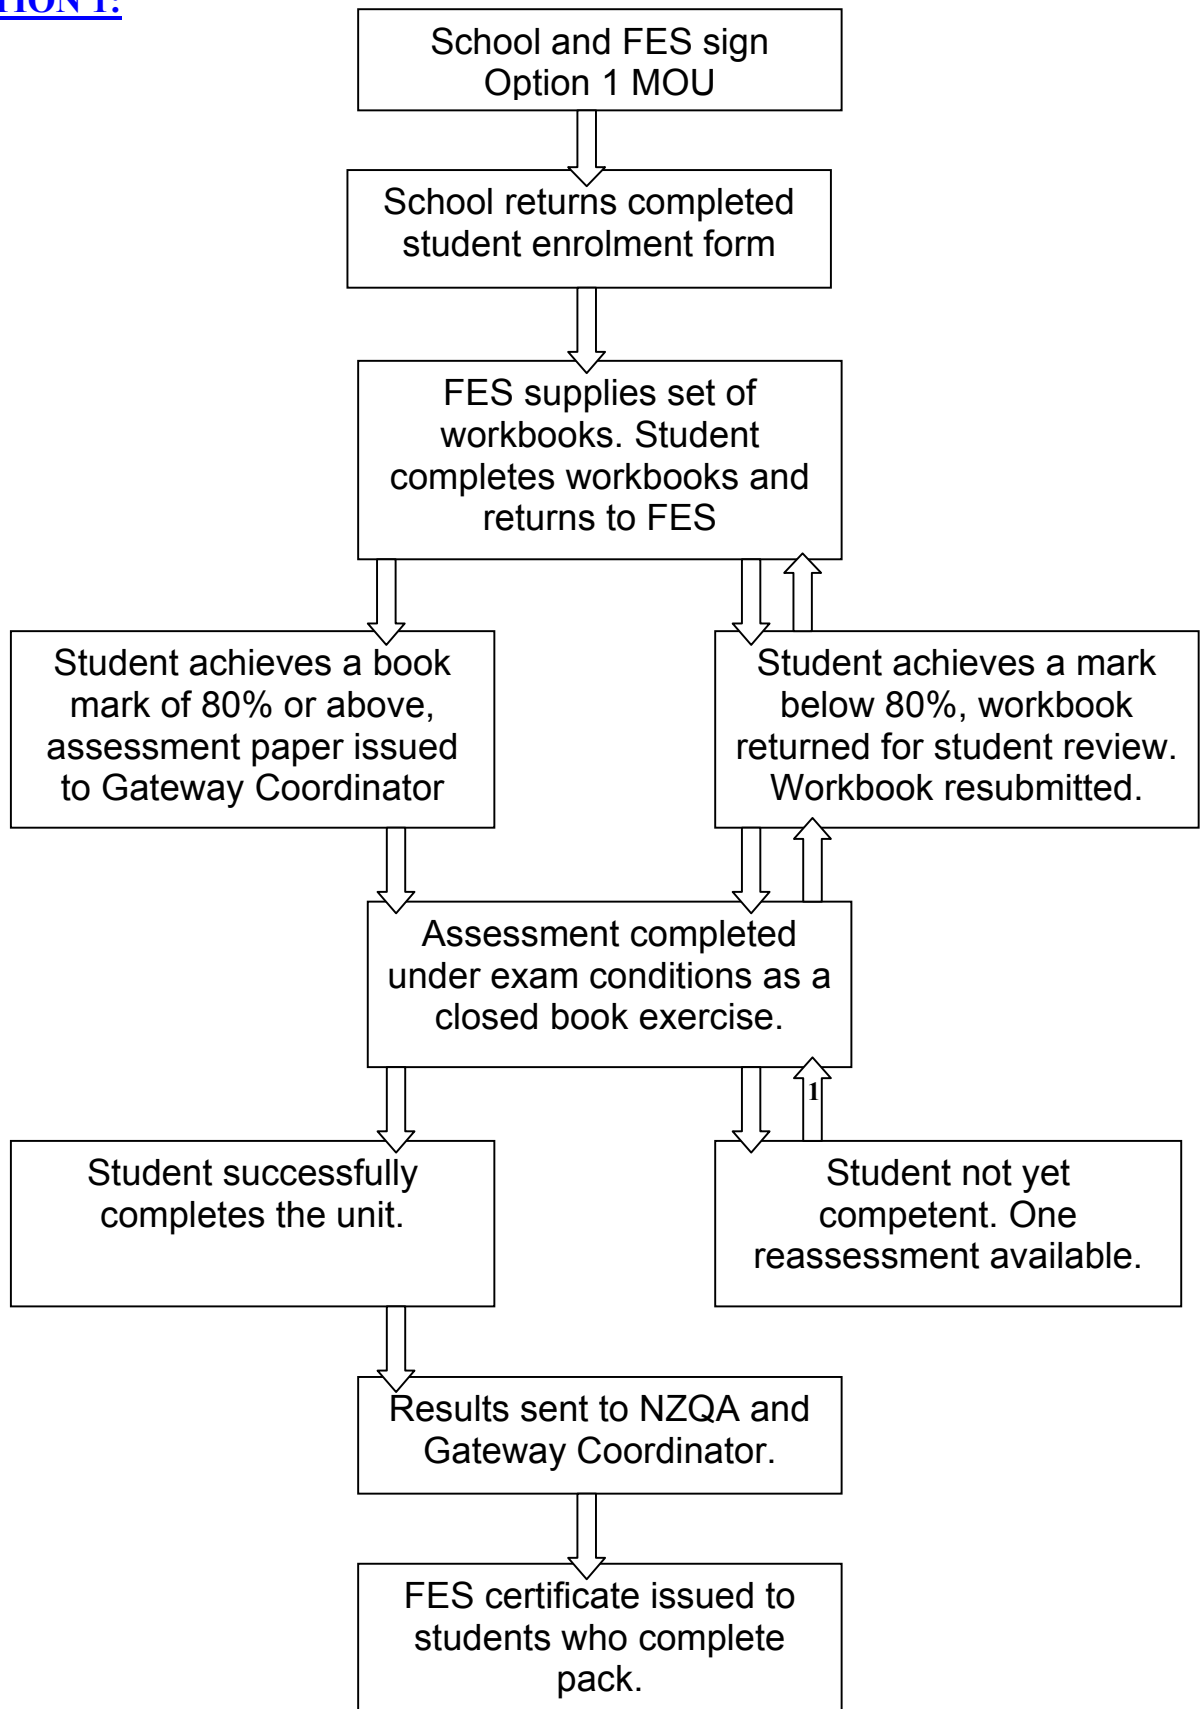 TION 1:
School and FES sign
Option 1 MOU
School returns completed
student enrolment form
FES supplies set of
workbooks. Student
completes workbooks and
returns to FES
Student achieves a book
mark of 80% or above,
assessment paper issued
to Gateway Coordinator
Student achieves a mark
below 80%, workbook
returned for student review.
Workbook resubmitted.
Assessment completed
under exam conditions as a
closed book exercise.
1
Student successfully
completes the unit.
Student not yet
competent. One
reassessment available.
Results sent to NZQA and
Gateway Coordinator.
FES certificate issued to
students who complete
pack.